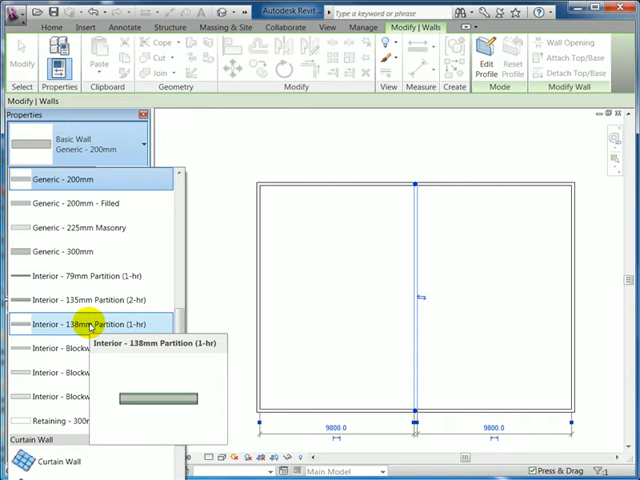 Autodesk Revit ...
Type a keyword or phrase
Home Insert Annotate Structure Massing & Site Collaborate View Manage Modify | Walls
Modify
Properties
Paste
Cope
Cut
Join
Edit Profile
Reset Profile
Wall Opening
Attach Top/Base
Detach Top/Base
Select Properties Clipboard Geometry Modify View Measure Create Mode Modify Wall
Modify | Walls
Properties
Basic Wall
Generic - 200mm
Generic - 200mm
Generic - 200mm - Filled
Generic - 225mm Masonry
Generic - 300mm
Interior - 79mm Partition (1-hr)
Interior - 135mm Partition (2-hr)
Interior - 138mm Partition (1-hr)
Interior - 138mm Partition (1-hr)
Interior - Blockw
Interior - Blockw
Interior - Blockw
Retaining - 300m
Curtain Wall
Curtain Wall
9800.0 9800.0
:0
Main Model
Press & Drag
:1